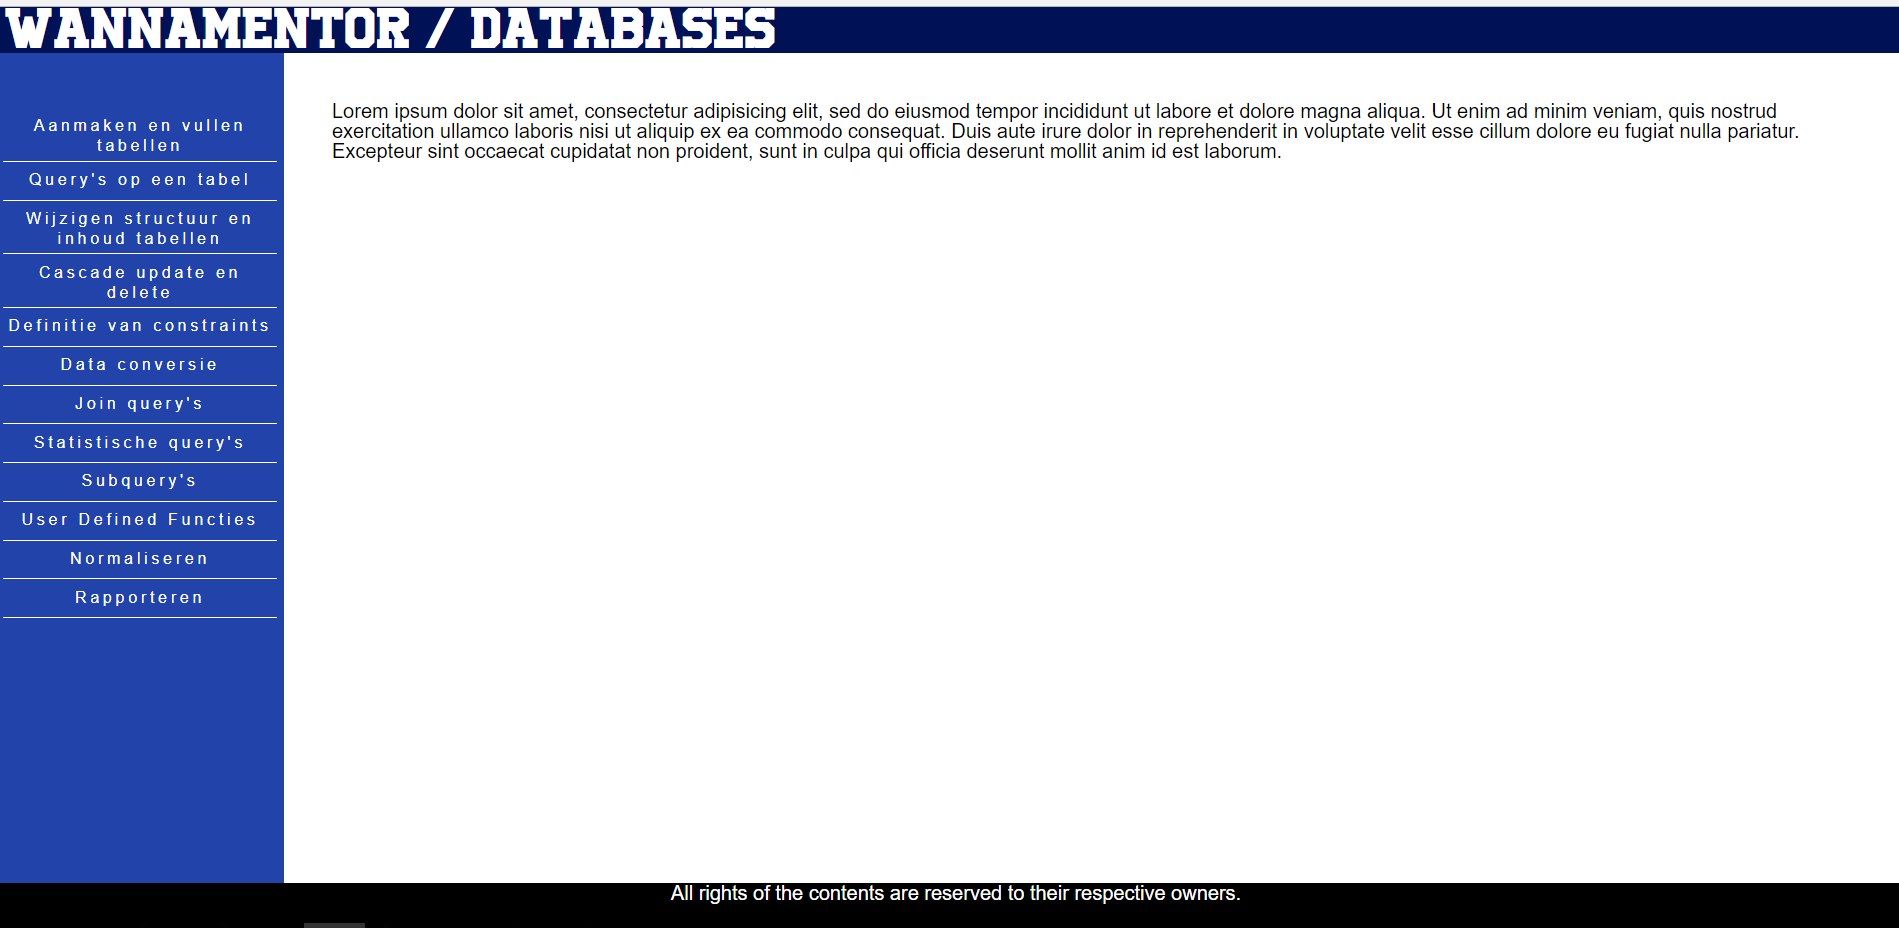 WANNAMENTOR / DATABASES
Aanmaken en vullen
tabellen
Query's op een tabel
Wijzigen structuur en
inhoud tabellen
Cascade update en
delete
Definitie van constraints
Data conversie
Join query's
Statistische query's
Subquery's
User Defined Functies
Normaliseren
Rapporteren
Lorem ipsum dolor sit amet, consectetur adipisicing elit, sed do eiusmod tempor incididunt ut labore et dolore magna aliqua. Ut enim ad minim veniam, quis nostrud
exercitation ullamco laboris nisi ut aliquip ex ea commodo consequat. Duis aute irure dolor in reprehenderit in voluptate velit esse cillum dolore eu fugiat nulla pariatur.
Excepteur sint occaecat cupidatat non proident, sunt in culpa qui officia deserunt mollit anim id est laborum.
All rights of the contents are reserved to their respective owners.